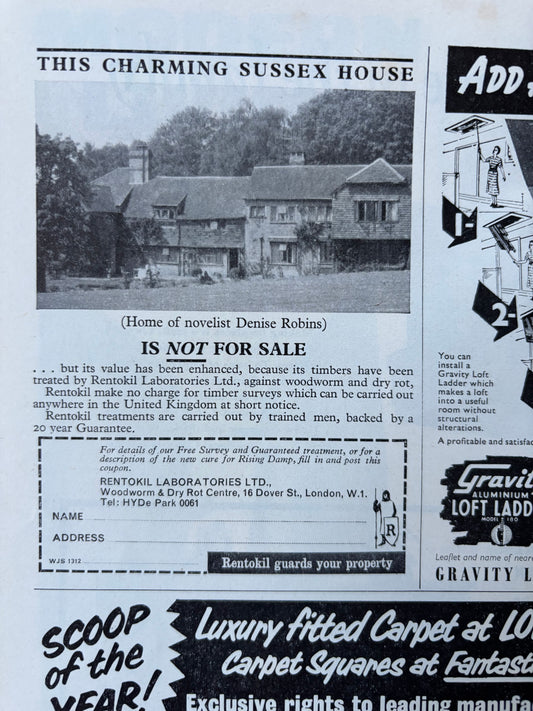 THIS CHARMING SUSSEX HOUSE
(Home of novelist Denise Robins)
IS NOT FOR SALE
. . . but its value has been enhanced, because its timbers have been
treated by Rentokil Laboratories Ltd., against woodworm and dry rot,
Rentokil make no charge for timber surveys which can be carried out
anywhere in the United Kingdom at short notice.
Rentokil treatments are carried out by trained men, backed by a
20 year Guarantee.
For details of our Free Survey and Guaranteed treatment, or for a
description of the new cure for Rising Damp, fill in and post this
coupon.
RENTOKIL LABORATORIES LTD.,
Woodworm & Dry Rot Centre, 16 Dover St., London, W.1.
Tel: HYDe Park 0061
NAME
ADDRESS
WJS 1312
R
Rentokil guards your property
ADD
1-
2-
You can
install a
Gravity Loft
Ladder which
makes a loft
into a useful
room without
structural
alterations.
A profitable and
Gravit
ALUMINIUM
LOFT LADD
MODEL T 100
Leaflet and name of
GRAVITY L
SCOOP
of the
YEAR!
Luxury fitted Carpet at LO
Carpet Squares at Fantast
Exclusive rights to leading manufa